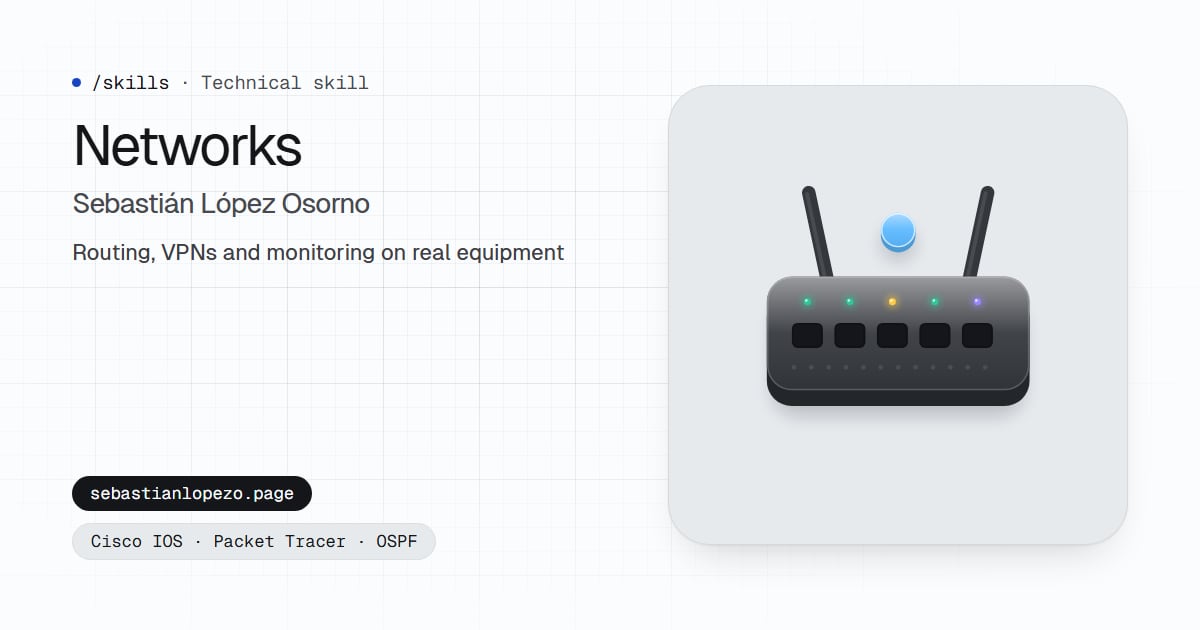 /skills · Technical skill
Networks
Sebastián López Osorno
Routing, VPNs and monitoring on real equipment
sebastianlopezo.page
Cisco IOS · Packet Tracer · OSPF